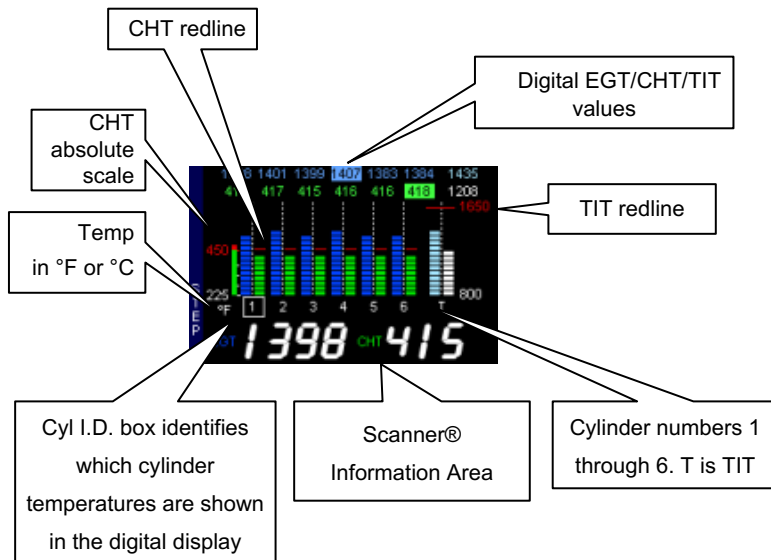 CHT redline
Digital EGT/CHT/TIT
values
CHT
absolute
scale
1401 1399 1407 1383 1384 1435
417 415 416 416 418 1208
1650
TIT redline
Temp
in °F or °C
450
225
800
°F 1 2 3 4 5 6 T
STEP
GT 1398 CHT 415
Cyl I.D. box identifies
which cylinder
temperatures are shown
in the digital display
Scanner®
Information Area
Cylinder numbers 1
through 6. T is TIT